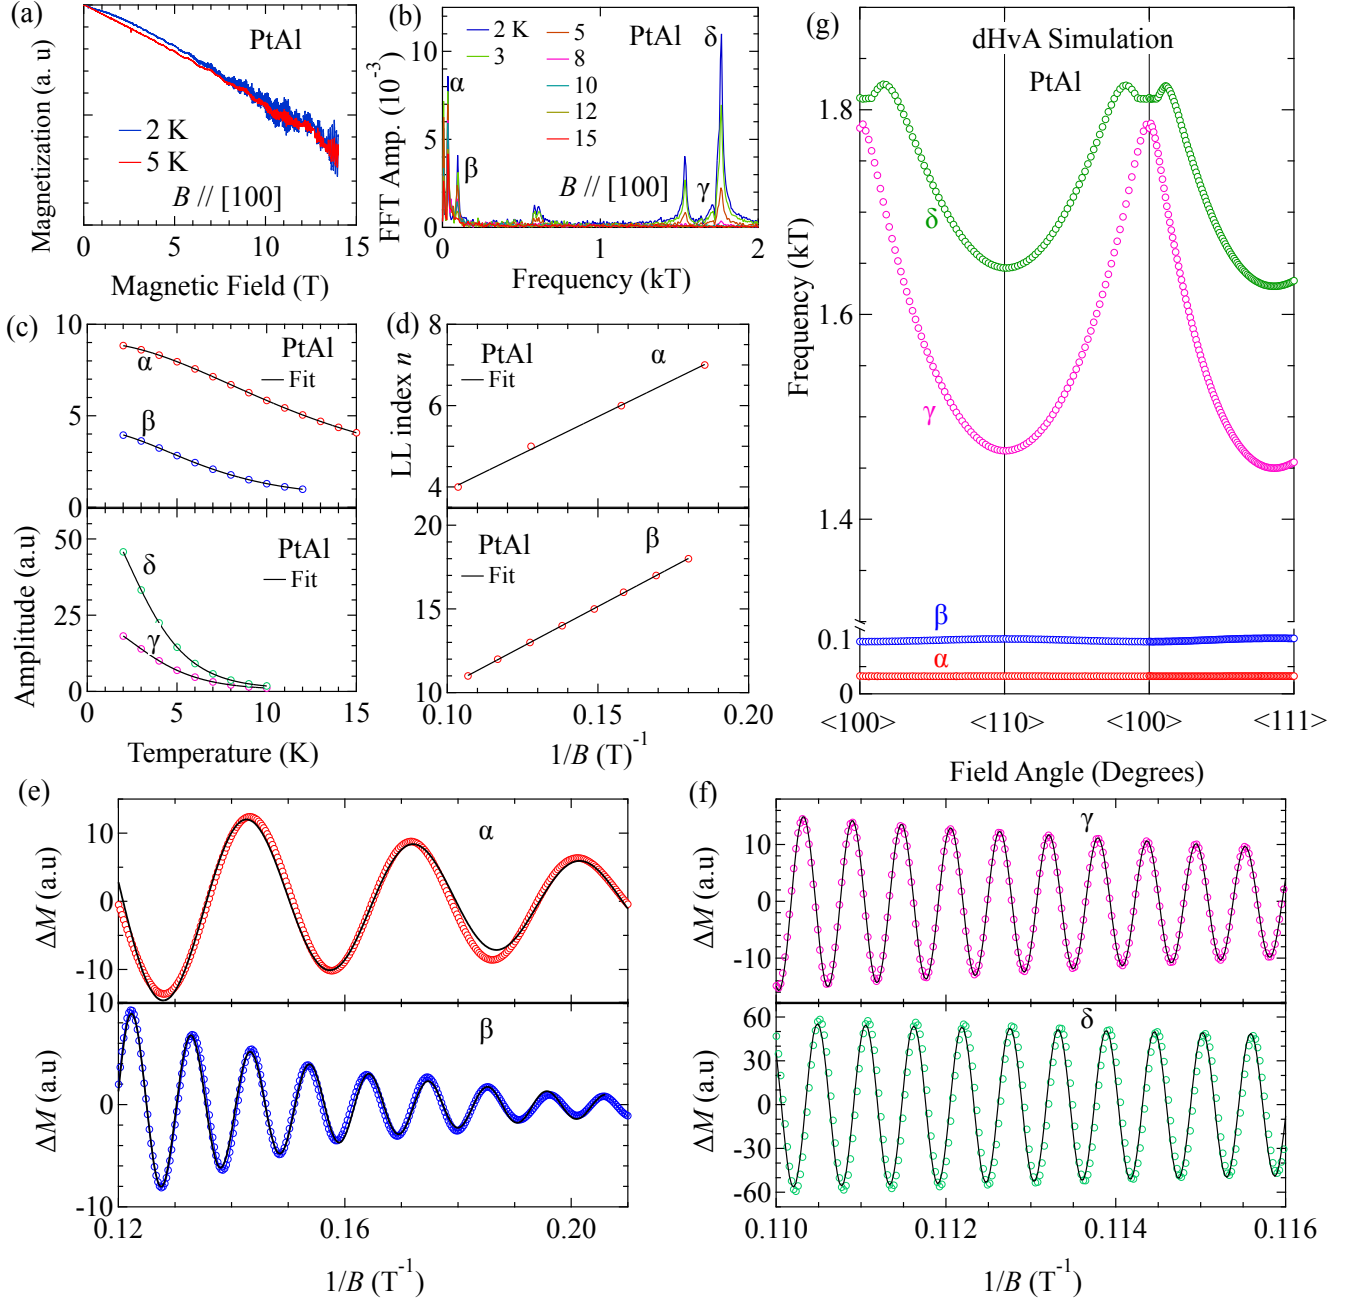 (a)
PtAl
2 K
5 K
B // [100]
Magnetization (a. u)
0
5
10
15
Magnetic Field (T)
(b)
2 K
3
5
8
10
12
15
PtAl
δ
α
β
γ
B // [100]
FFT Amp. (10⁻³)
10
5
0
0
1
2
Frequency (kT)
(c)
10
5
0
PtAl
Fit
α
β
50
25
0
PtAl
Fit
δ
γ
Amplitude (a.u)
0
5
10
15
Temperature (K)
(d)
8
6
4
PtAl
Fit
α
LL index n
20
18
16
14
12
10
PtAl
Fit
β
0.10
0.15
0.20
1/B (T)⁻¹
(g)
dHvA Simulation
PtAl
δ
γ
β
α
Frequency (kT)
1.8
1.6
1.4
0.1
0
<100>
<110>
<100>
<111>
Field Angle (Degrees)
(e)
α
ΔM (a.u)
10
0
-10
β
ΔM (a.u)
10
0
-10
0.12
0.16
0.20
1/B (T⁻¹)
(f)
γ
ΔM (a.u)
10
0
-10
δ
ΔM (a.u)
60
30
0
-30
-60
0.110
0.112
0.114
0.116
1/B (T⁻¹)